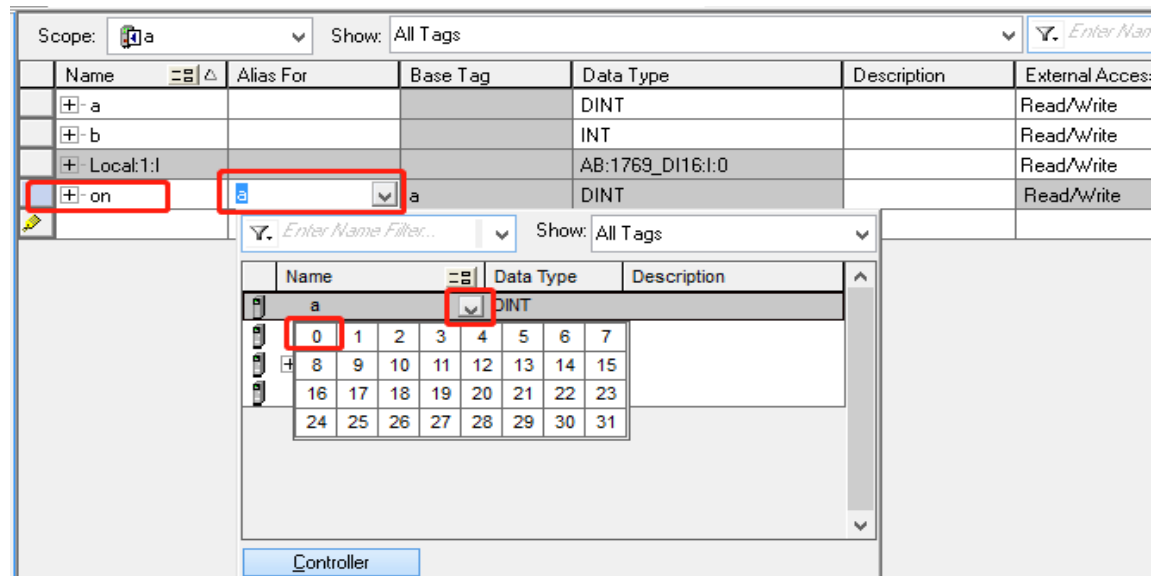 Scope: a Show: All Tags Enter Nam
Name Alias For Base Tag Data Type Description External Access
a DINT Read/Write
b INT Read/Write
Local:1:I AB:1769_DI16:I:0 Read/Write
on a a DINT Read/Write
Enter Name Filter... Show: All Tags
Name Data Type Description
a DINT
0 1 2 3 4 5 6 7
8 9 10 11 12 13 14 15
16 17 18 19 20 21 22 23
24 25 26 27 28 29 30 31
Controller